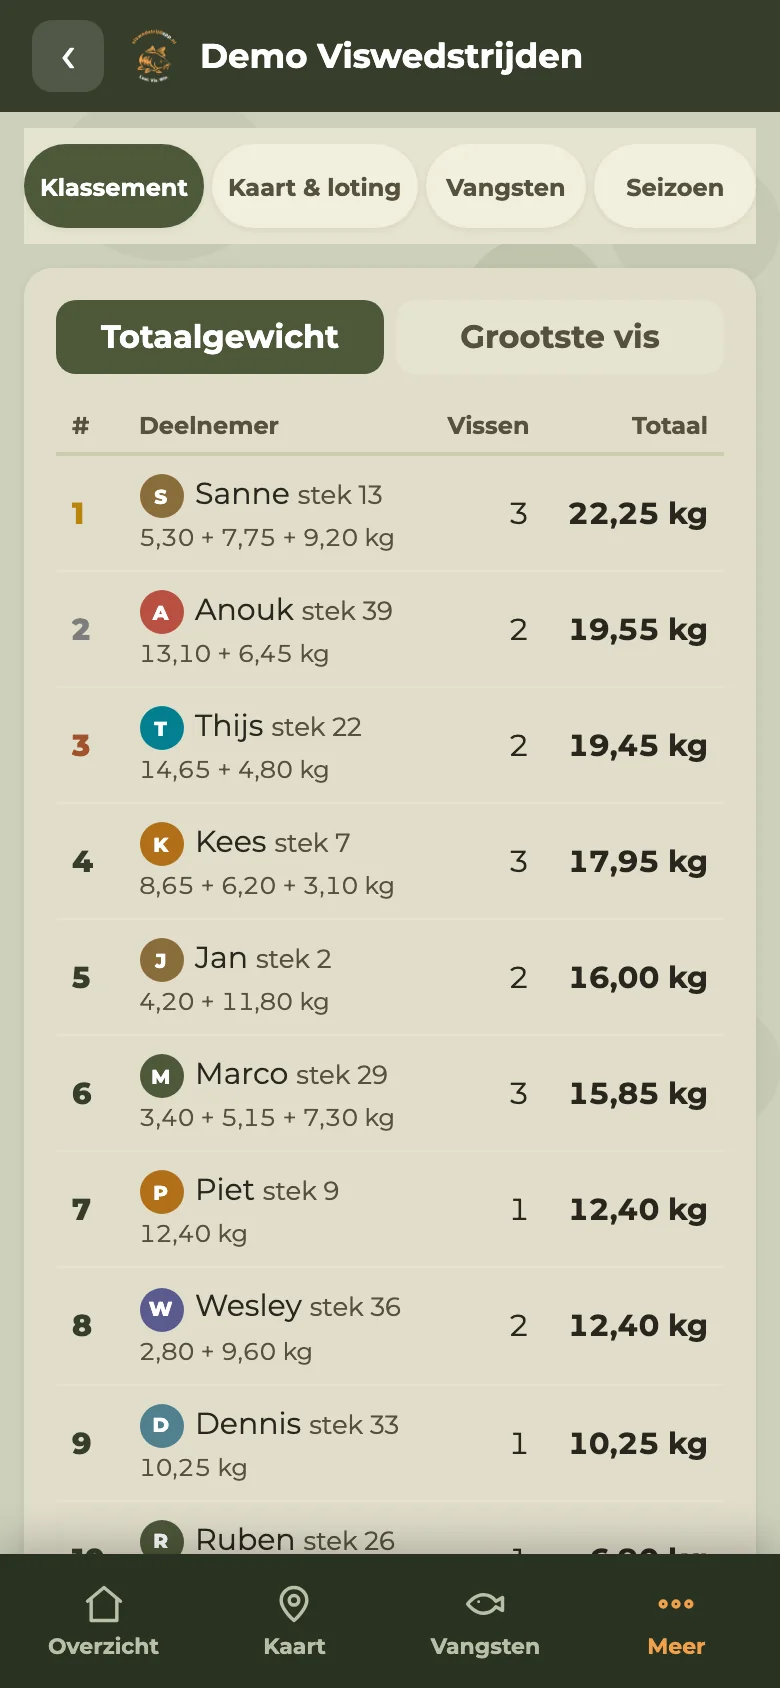 Demo Viswedstrijden
Klassement
Kaart & loting
Vangsten
Seizoen
Totaalgewicht
Grootste vis
# Deelnemer Vissen Totaal
1 S Sanne stek 13 3 22,25 kg
5,30 + 7,75 + 9,20 kg
2 A Anouk stek 39 2 19,55 kg
13,10 + 6,45 kg
3 T Thijs stek 22 2 19,45 kg
14,65 + 4,80 kg
4 K Kees stek 7 3 17,95 kg
8,65 + 6,20 + 3,10 kg
5 J Jan stek 2 2 16,00 kg
4,20 + 11,80 kg
6 M Marco stek 29 3 15,85 kg
3,40 + 5,15 + 7,30 kg
7 P Piet stek 9 1 12,40 kg
12,40 kg
8 W Wesley stek 36 2 12,40 kg
2,80 + 9,60 kg
9 D Dennis stek 33 1 10,25 kg
10,25 kg
R Ruben stek 26
Overzicht
Kaart
Vangsten
Meer